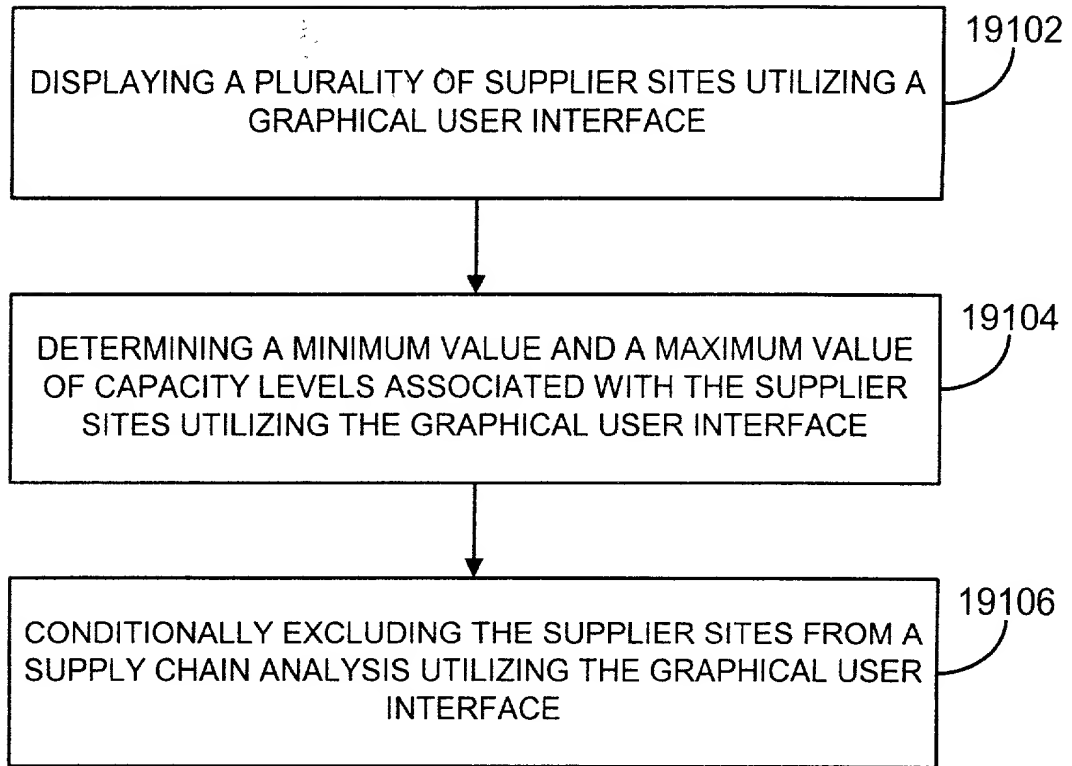 19102
DISPLAYING A PLURALITY OF SUPPLIER SITES UTILIZING A
GRAPHICAL USER INTERFACE
19104
DETERMINING A MINIMUM VALUE AND A MAXIMUM VALUE
OF CAPACITY LEVELS ASSOCIATED WITH THE SUPPLIER
SITES UTILIZING THE GRAPHICAL USER INTERFACE
19106
CONDITIONALLY EXCLUDING THE SUPPLIER SITES FROM A
SUPPLY CHAIN ANALYSIS UTILIZING THE GRAPHICAL USER
INTERFACE